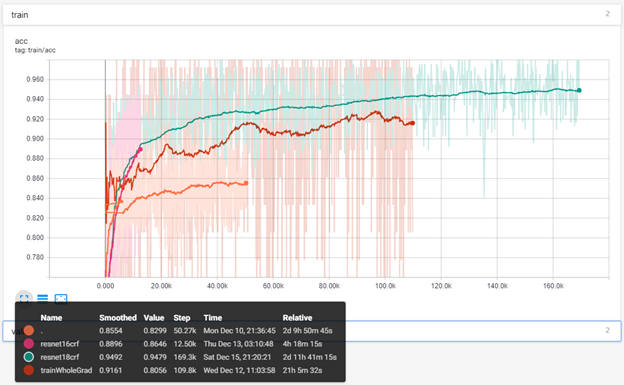 train 2
acc
tag: train/acc
0.960
0.940
0.920
0.900
0.880
0.860
0.840
0.820
0.800
0.780
0.000 20.00k 40.00k 60.00k 80.00k 100.0k 120.0k 140.0k 160.0k
Name Smoothed Value Step Time Relative
. 0.8554 0.8299 50.27k Mon Dec 10, 21:36:45 2d 9h 50m 45s
resnet16crf 0.8896 0.8646 12.50k Thu Dec 13, 03:10:48 4h 18m 15s
resnet18crf 0.9492 0.9479 169.3k Sat Dec 15, 21:20:21 2d 11h 41m 15s
trainWholeGrad 0.9161 0.8056 109.8k Wed Dec 12, 11:03:58 21h 5m 32s
2